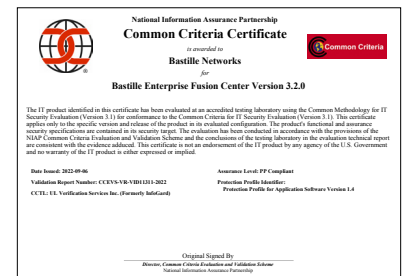 National Information Assurance Partnership
Common Criteria Certificate
is awarded to
Bastille Networks
for
Bastille Enterprise Fusion Center Version 3.2.0
Common Criteria
®
The IT product identified in this certificate has been evaluated at an accredited testing laboratory using the Common Methodology for IT
Security Evaluation (Version 3.1) for conformance to the Common Criteria for IT Security Evaluation (Version 3.1). This certificate
applies only to the specific version and release of the product in its evaluated configuration. The product's functional and assurance
security specifications are contained in its security target. The evaluation has been conducted in accordance with the provisions of the
NIAP Common Criteria Evaluation and Validation Scheme and the conclusions of the testing laboratory in the evaluation technical report
are consistent with the evidence adduced. This certificate is not an endorsement of the IT product by any agency of the U.S. Government
and no warranty of the IT product is either expressed or implied.
Date Issued: 2022-09-06
Assurance Level: PP Compliant
Validation Report Number: CCEVS-VR-VID11311-2022
Protection Profile Identifier:
Protection Profile for Application Software Version 1.4
CCTL: UL Verification Services Inc. (Formerly InfoGard)
Original Signed By
Director, Common Criteria Evaluation and Validation Scheme
National Information Assurance Partnership